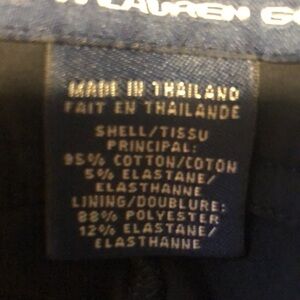 LAUREN G
MADE IN THAILAND
FAIT EN THAILANDE
SHELL/TISSU
PRINCIPAL:
95% COTTON/COTON
5% ELASTANE/
ELASTHANNE
LINING/DOUBLURE:
88% POLYESTER
12% ELASTANE/
ELASTHANNE